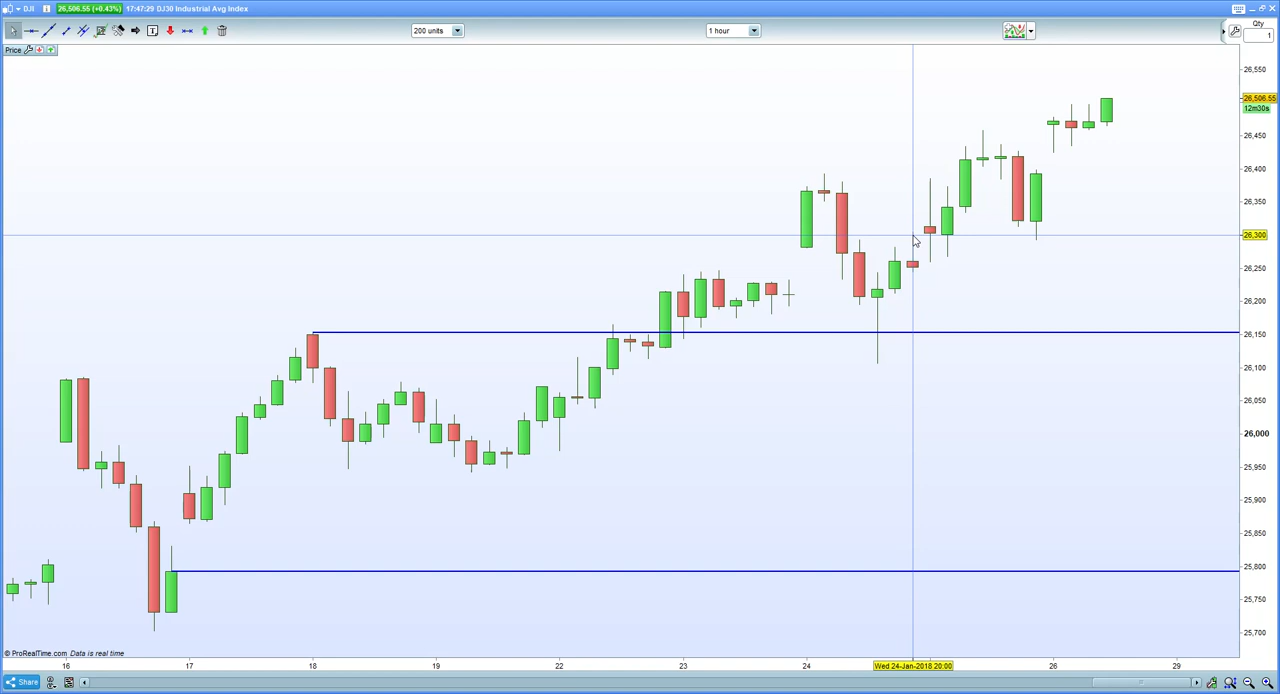 DJI 26,506.55 (+0.43%) 17:47:29 DJ30 Industrial Avg Index
200 units 1 hour Qty
1
Price
26,550
26,506.55
12m30s
26,450
26,400
26,350
26,300
26,250
26,200
26,150
26,100
26,050
26,000
25,950
25,900
25,850
25,800
25,750
25,700
© ProRealTime.com Data is real time
16 17 18 19 22 23 24 Wed 24-Jan-2018 20:00 26 29
Share